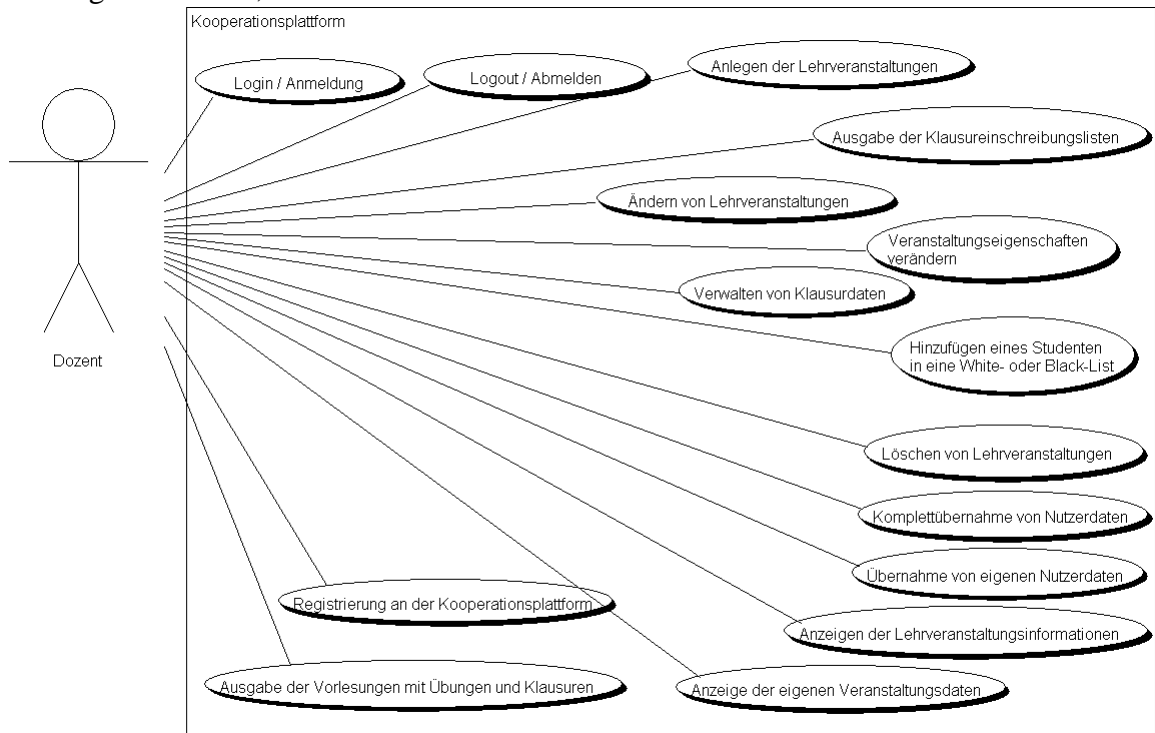 Kooperationsplattform
Login / Anmeldung
Logout / Abmelden
Anlegen der Lehrveranstaltungen
Ausgabe der Klausureinschreibungslisten
Ändern von Lehrveranstaltungen
Veranstaltungseigenschaften
verändern
Verwalten von Klausurdaten
Dozent
Hinzufügen eines Studenten
in eine White- oder Black-List
Löschen von Lehrveranstaltungen
Komplettübernahme von Nutzerdaten
Übernahme von eigenen Nutzerdaten
Registrierung an der Kooperationsplattform
Anzeigen der Lehrveranstaltungsinformationen
Ausgabe der Vorlesungen mit Übungen und Klausuren
Anzeige der eigenen Veranstaltungsdaten